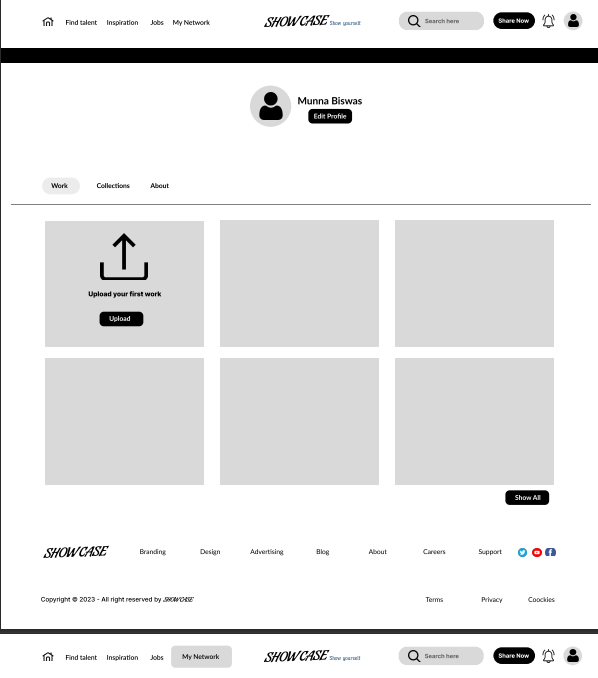 Find talent Inspiration Jobs My Network SHOWCASE Show yourself Search here Share Now
Munna Biswas
Edit Profile
Work Collections About
Upload your first work
Upload
Show All
SHOWCASE Branding Design Advertising Blog About Careers Support
Copyright © 2023 - All right reserved by SHOWCASE Terms Privacy Coockies
Find talent Inspiration Jobs My Network SHOWCASE Show yourself Search here Share Now